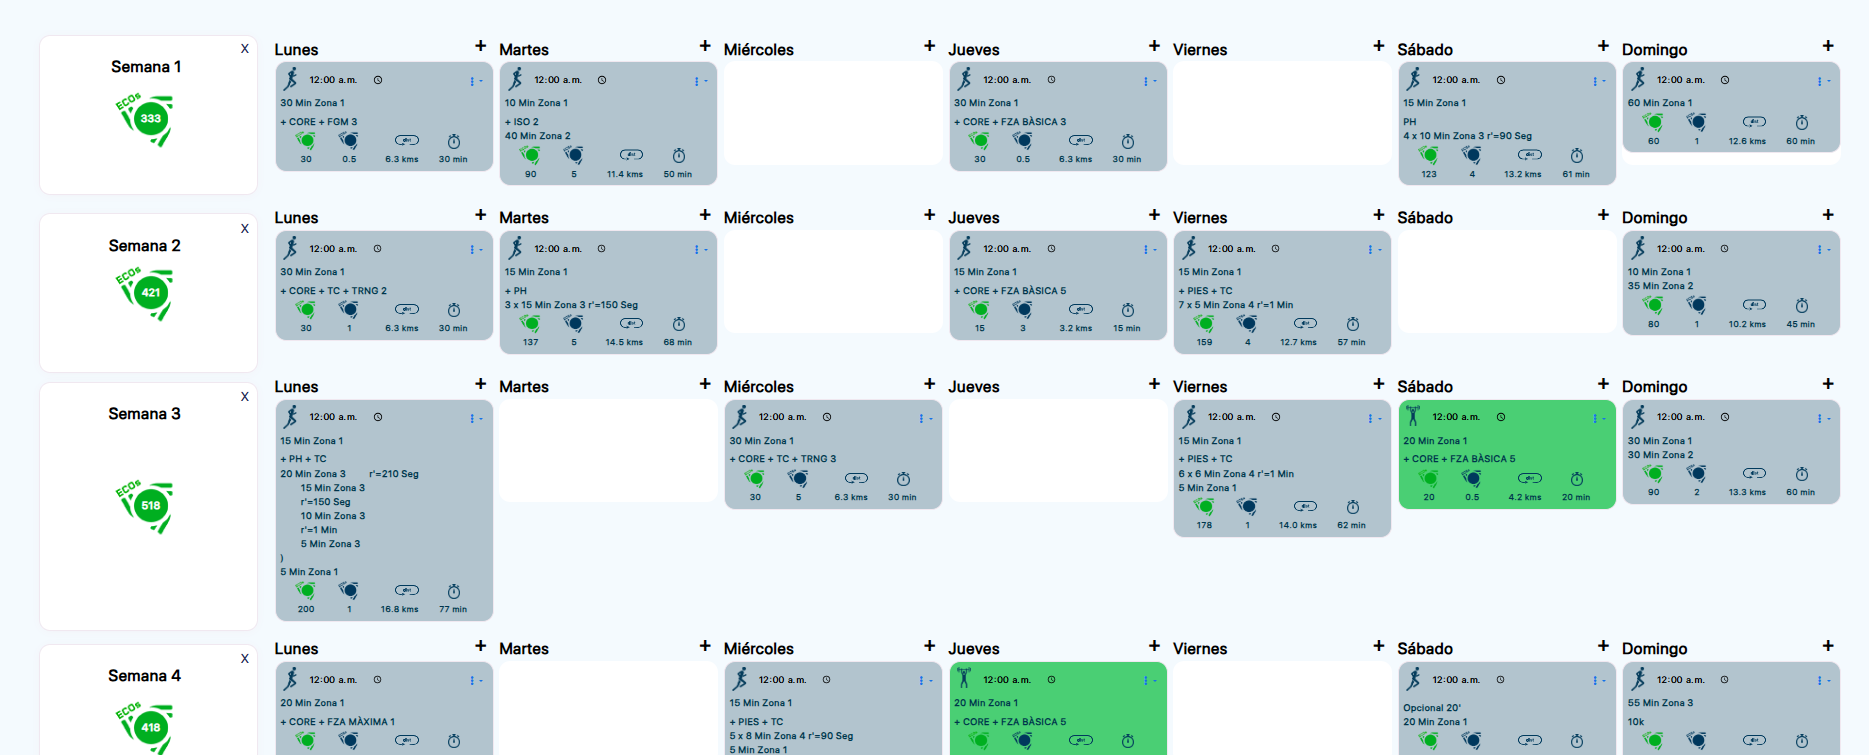 Semana 1
X
ECOs
333
Lunes +
12:00 a.m.
30 Min Zona 1
+ CORE + FGM 3
dist
30 0.5 6.3 kms 30 min
Martes +
12:00 a.m.
10 Min Zona 1
+ ISO 2
40 Min Zona 2
dist
90 5 11.4 kms 50 min
Miércoles +
Jueves +
12:00 a.m.
30 Min Zona 1
+ CORE + FZA BÀSICA 3
dist
30 0.5 6.3 kms 30 min
Viernes +
Sábado +
12:00 a.m.
15 Min Zona 1
PH
4 x 10 Min Zona 3 r'=90 Seg
dist
123 4 13.2 kms 61 min
Domingo +
12:00 a.m.
60 Min Zona 1
dist
60 1 12.6 kms 60 min
Semana 2
X
ECOs
421
Lunes +
12:00 a.m.
30 Min Zona 1
+ CORE + TC + TRNG 2
dist
30 1 6.3 kms 30 min
Martes +
12:00 a.m.
15 Min Zona 1
+ PH
3 x 15 Min Zona 3 r'=150 Seg
dist
137 5 14.5 kms 68 min
Miércoles +
Jueves +
12:00 a.m.
15 Min Zona 1
+ CORE + FZA BÀSICA 5
dist
15 3 3.2 kms 15 min
Viernes +
12:00 a.m.
15 Min Zona 1
+ PIES + TC
7 x 5 Min Zona 4 r'=1 Min
dist
159 4 12.7 kms 57 min
Sábado +
Domingo +
12:00 a.m.
10 Min Zona 1
35 Min Zona 2
dist
80 1 10.2 kms 45 min
Semana 3
X
ECOs
518
Lunes +
12:00 a.m.
15 Min Zona 1
+ PH + TC
20 Min Zona 3 r'=210 Seg
15 Min Zona 3
r'=150 Seg
10 Min Zona 3
r'=1 Min
5 Min Zona 3
)
5 Min Zona 1
dist
200 1 16.8 kms 77 min
Martes +
Miércoles +
12:00 a.m.
30 Min Zona 1
+ CORE + TC + TRNG 3
dist
30 5 6.3 kms 30 min
Jueves +
Viernes +
12:00 a.m.
15 Min Zona 1
+ PIES + TC
6 x 6 Min Zona 4 r'=1 Min
5 Min Zona 1
dist
178 1 14.0 kms 62 min
Sábado +
12:00 a.m.
20 Min Zona 1
+ CORE + FZA BÀSICA 5
dist
20 0.5 4.2 kms 20 min
Domingo +
12:00 a.m.
30 Min Zona 1
30 Min Zona 2
dist
90 2 13.3 kms 60 min
Semana 4
X
ECOs
418
Lunes +
12:00 a.m.
20 Min Zona 1
+ CORE + FZA MÀXIMA 1
dist
Martes +
Miércoles +
12:00 a.m.
15 Min Zona 1
+ PIES + TC
5 x 8 Min Zona 4 r'=90 Seg
5 Min Zona 1
Jueves +
12:00 a.m.
20 Min Zona 1
+ CORE + FZA BÀSICA 5
dist
Viernes +
Sábado +
12:00 a.m.
Opcional 20'
20 Min Zona 1
dist
Domingo +
12:00 a.m.
55 Min Zona 3
10k
dist